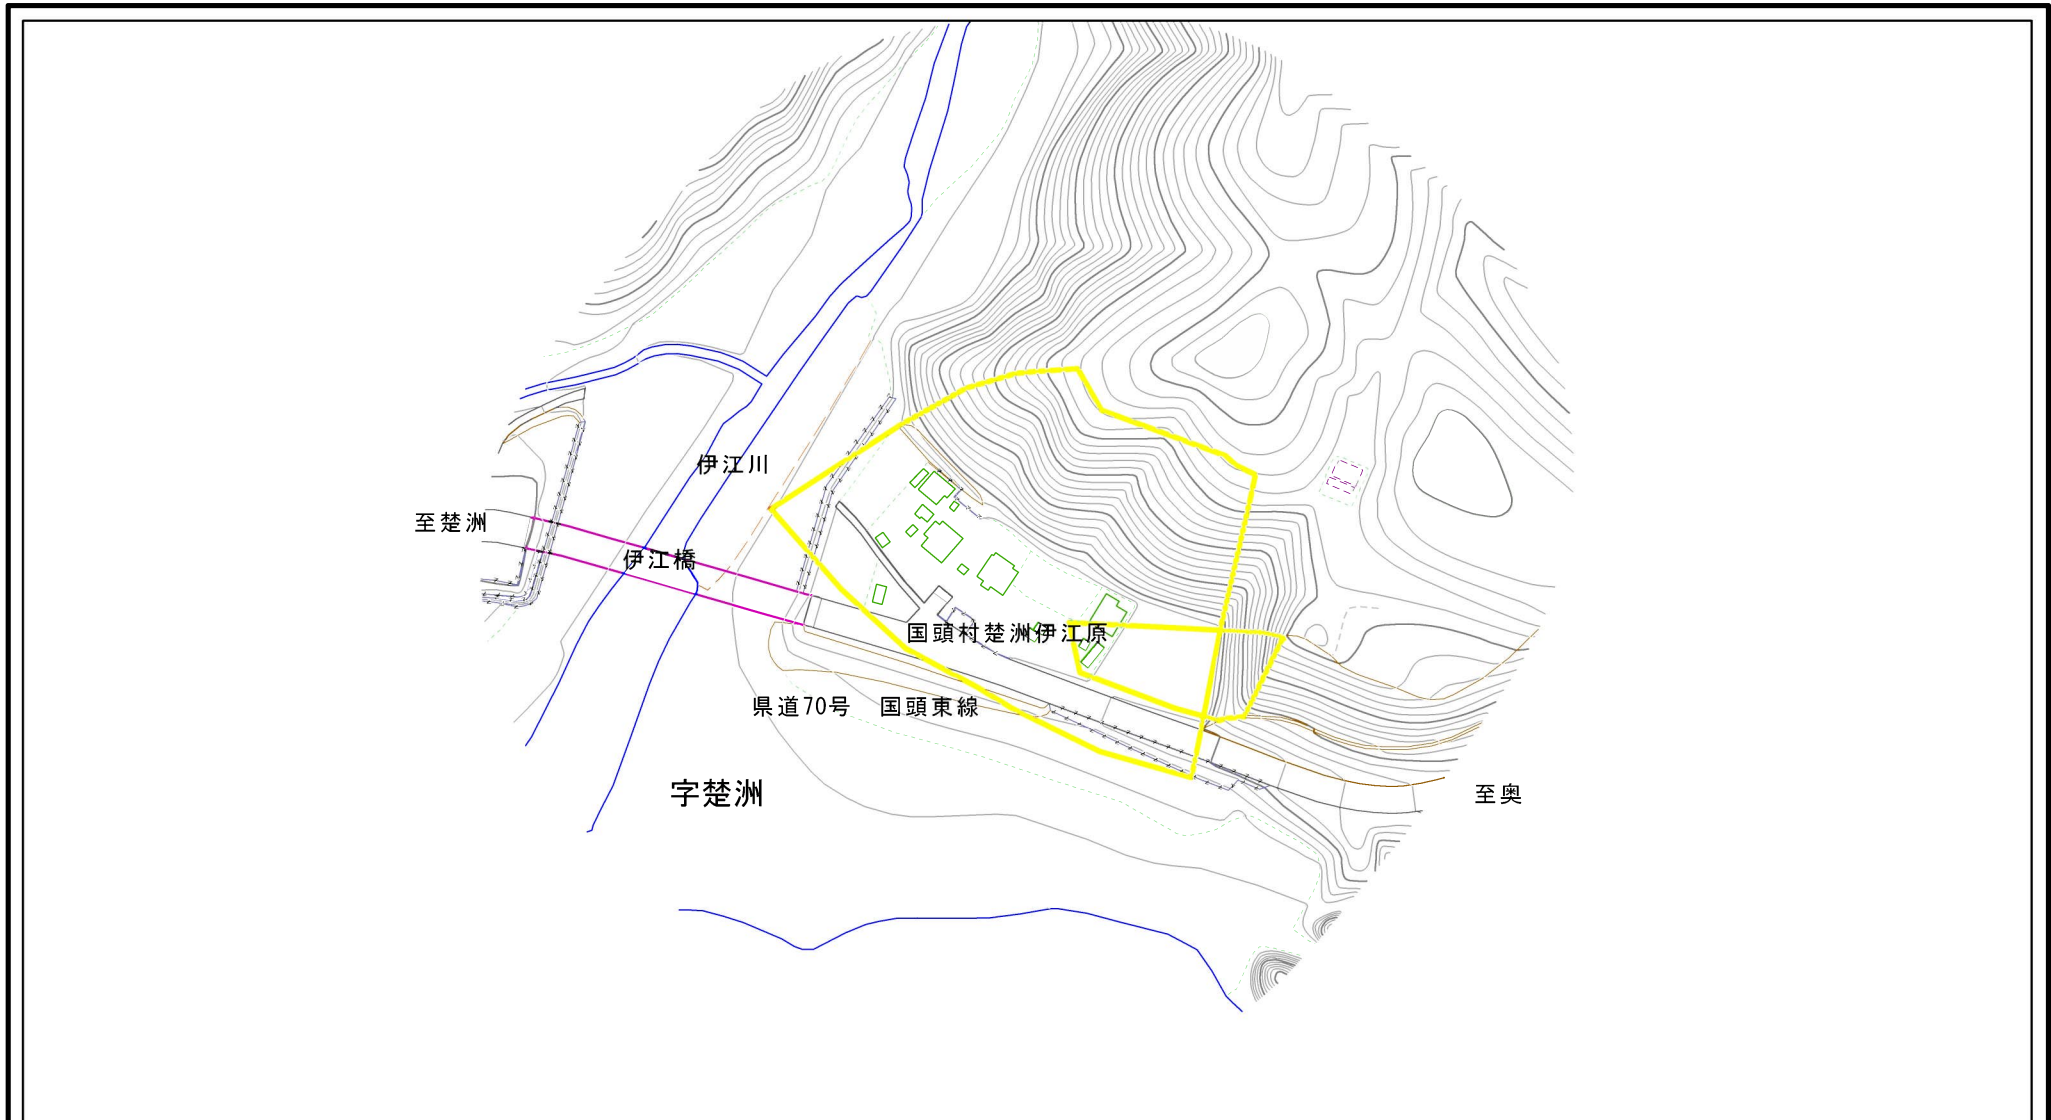 伊江川
至楚洲
伊江橋
国頭村楚洲伊江原
県道70号　国頭東線
字楚洲
至奥